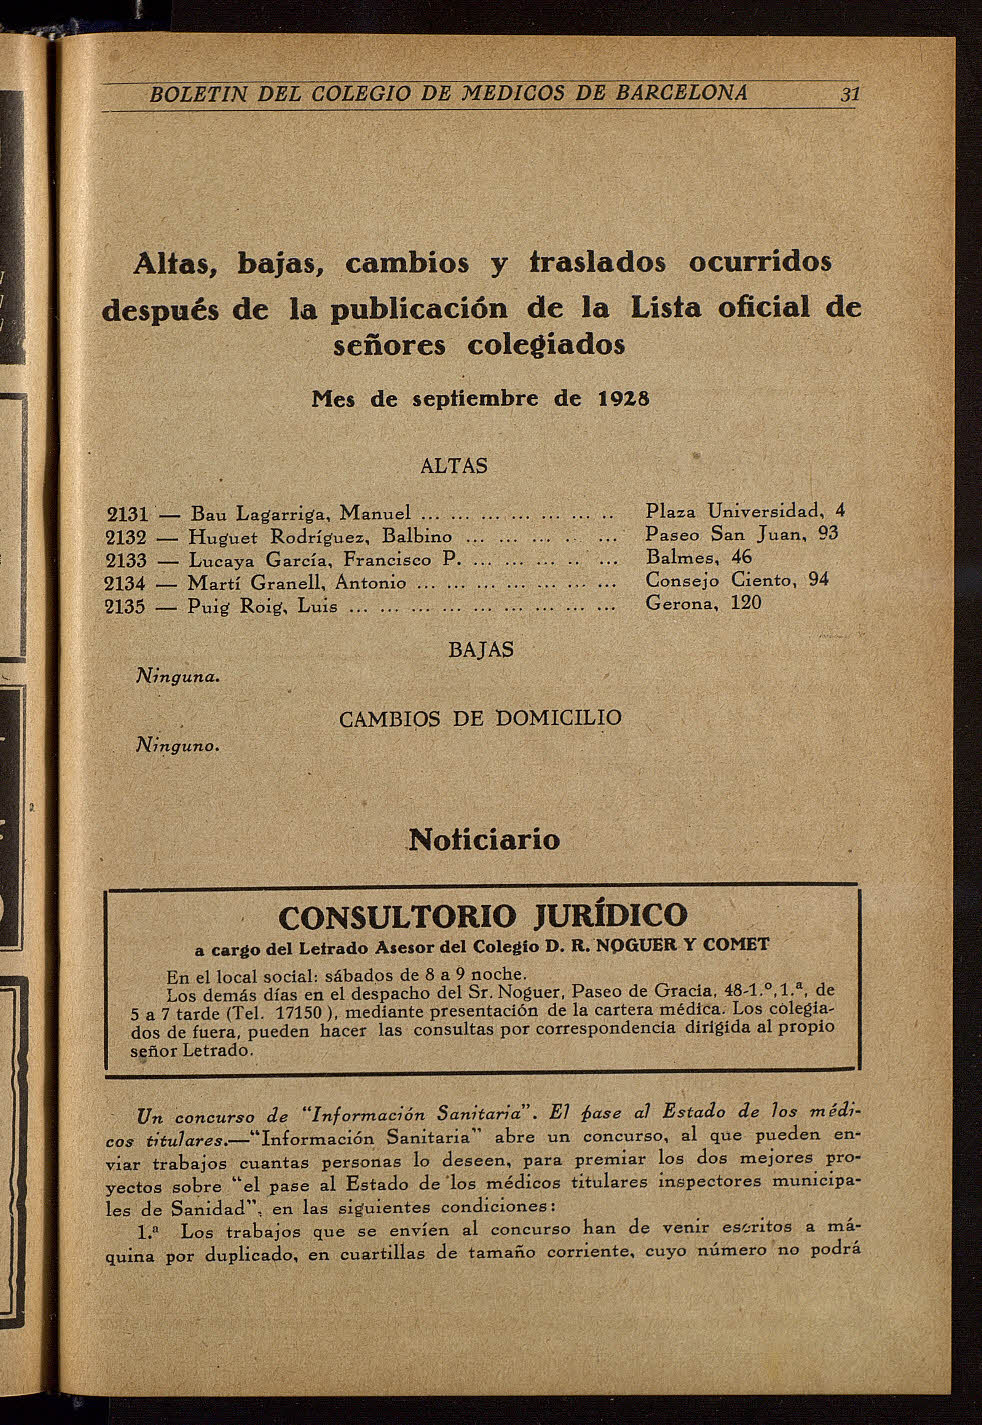 BOLETIN DEL COLEGIO DE MEDICOS DE BARCELONA 31
Altas, bajas, cambios y traslados ocurridos
después de la publicación de la Lista oficial de
señores colegiados
Mes de septiembre de 1928
ALTAS
2131 — Bau Lagarriga, Manuel ... ... ... ... ... ... .. Plaza Universidad, 4
2132 — Huguet Rodríguez, Balbino ... ... ... .. ... Paseo San Juan, 93
2133 — Lucaya García, Francisco P. ... ... ... .. ... Balmes, 46
2134 — Martí Granell, Antonio ... ... ... ... ... ... ... Consejo Ciento, 94
2135 — Puig Roig, Luis ... ... ... ... ... ... ... ... ... Gerona, 120
BAJAS
Ninguna.
CAMBIOS DE DOMICILIO
Ninguno.
Noticiario
CONSULTORIO JURÍDICO
a cargo del Letrado Asesor del Colegio D. R. NOGUER Y COMET
En el local social: sábados de 8 a 9 noche.
Los demás días en el despacho del Sr. Noguer, Paseo de Gracia, 48-1.º,1.ª, de
5 a 7 tarde (Tel. 17150 ), mediante presentación de la cartera médica. Los colegia-
dos de fuera, pueden hacer las consultas por correspondencia dirigida al propio
señor Letrado.
Un concurso de "Información Sanitaria". El pase al Estado de los médi-
cos titulares.—"Información Sanitaria" abre un concurso, al que pueden en-
viar trabajos cuantas personas lo deseen, para premiar los dos mejores pro-
yectos sobre "el pase al Estado de los médicos titulares inspectores municipa-
les de Sanidad", en las siguientes condiciones:
1.ª Los trabajos que se envíen al concurso han de venir escritos a má-
quina por duplicado, en cuartillas de tamaño corriente, cuyo número no podrá